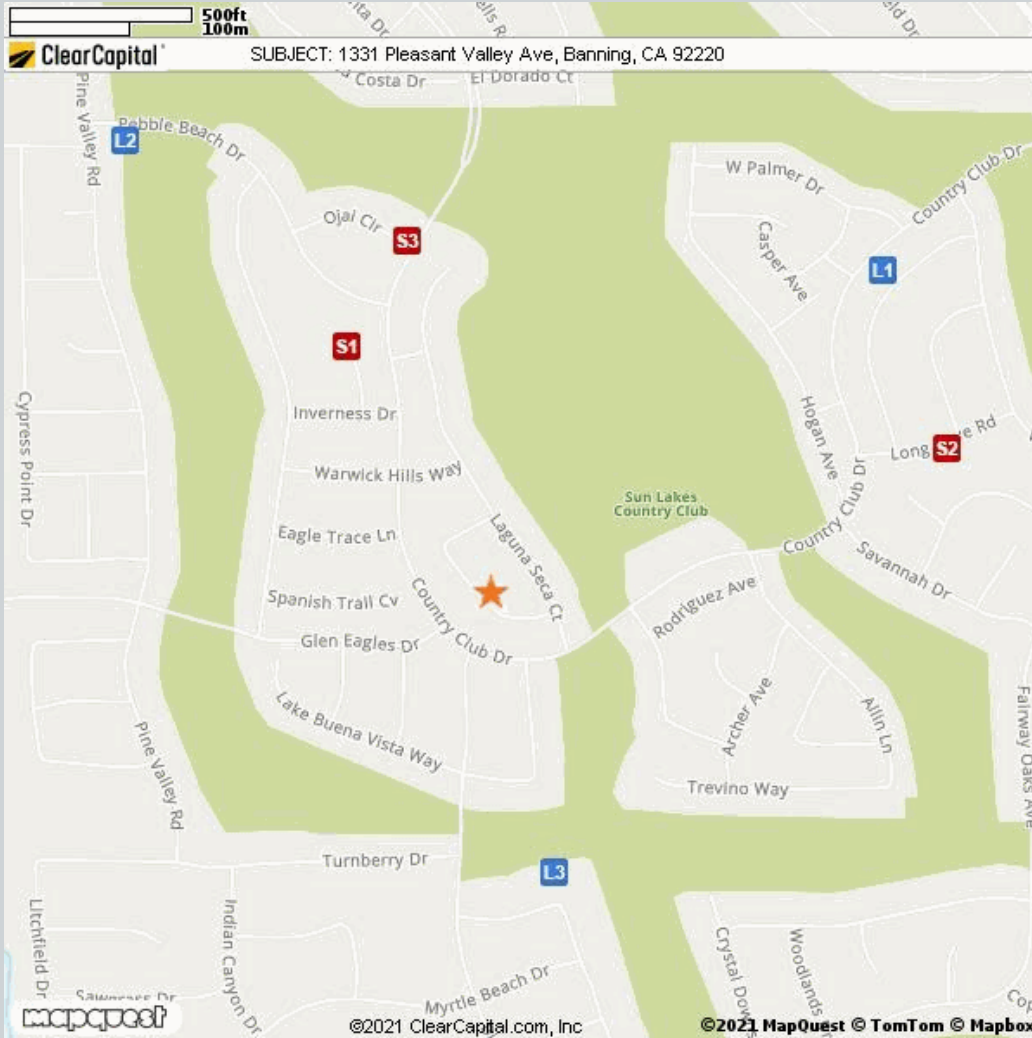 500ft
100m
ClearCapital
SUBJECT: 1331 Pleasant Valley Ave, Banning, CA 92220
Costa Dr
El Dorado Ct
Pine Valley Rd
L2
Pebble Beach Dr
W Palmer Dr
Country Club Dr
Ojai Cir
S3
Casper Ave
L1
S1
Cypress Point Dr
Inverness Dr
Hogan Ave
Long
S2
Rd
Warwick Hills Way
Sun Lakes
Country Club
Country Club Dr
Laguna Seca Ct
Eagle Trace Ln
Savannah Dr
Spanish Trail Cv
Country Club Dr
Rodriguez Ave
Glen Eagles Dr
Lake Buena Vista Way
Archer Ave
Allin Ln
Fairway Oaks Ave
Pine Valley Rd
Trevino Way
Turnberry Dr
L3
Litchfield Dr
Indian Canyon Dr
Crystal
Woodlands
Sawgrass Dr
Myrtle Beach Dr
mapquest
©2021 ClearCapital.com, Inc
©2021 MapQuest © TomTom © Mapbox